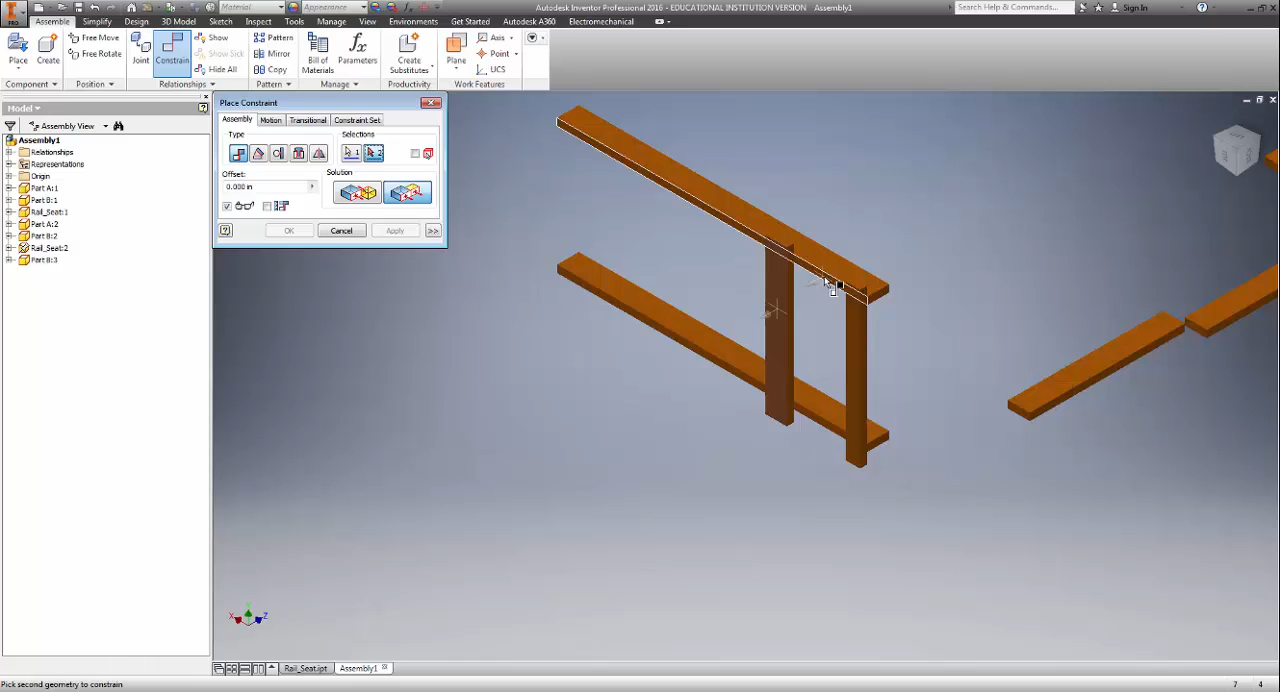 PRO
Material
Appearance
Autodesk Inventor Professional 2016 - EDUCATIONAL INSTITUTION VERSION Assembly1
Search Help & Commands...
Sign In
Assemble Simplify Design 3D Model Sketch Inspect Tools Manage View Environments Get Started Autodesk A360 Electromechanical
Place
Create
Free Move
Free Rotate
Joint
Constrain
Show
Show Sick
Hide All
Pattern
Mirror
Copy
Bill of
Materials
Parameters
Create
Substitutes
Plane
Axis
Point
UCS
Component
Position
Relationships
Pattern
Manage
Productivity
Work Features
Model
Assembly View
Assembly1
Relationships
Representations
Origin
Part A:1
Part B:1
Rail_Seat:1
Part A:2
Part B:2
Rail_Seat:2
Part B:3
Place Constraint
Assembly Motion Transitional Constraint Set
Type
Selections
1
2
Offset:
0.000 in
Solution
OK
Cancel
Apply
>>
X
Z
Rail_Seat.ipt
Assembly1
Pick second geometry to constrain
7
4